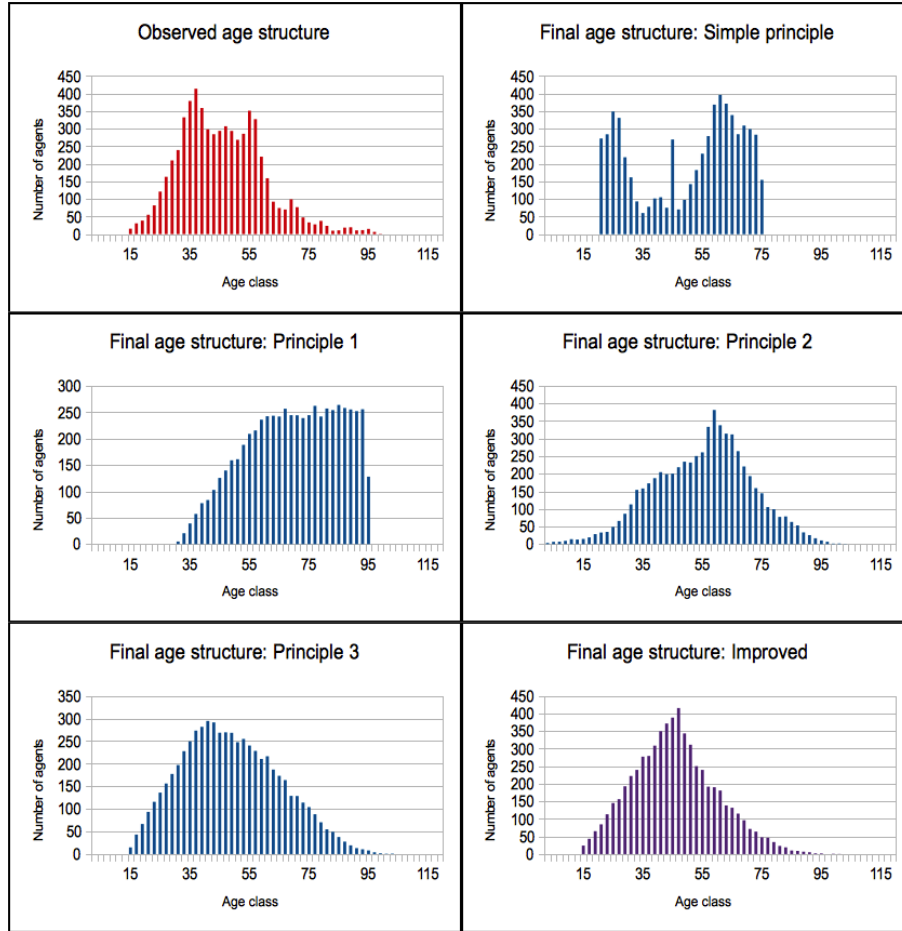 Observed age structure
Number of agents
450
400
350
300
250
200
150
100
50
0
15 35 55 75 95 115
Age class
Final age structure: Simple principle
Number of agents
450
400
350
300
250
200
150
100
50
0
15 35 55 75 95 115
Age class
Final age structure: Principle 1
Number of agents
300
250
200
150
100
50
0
15 35 55 75 95 115
Age class
Final age structure: Principle 2
Number of agents
450
400
350
300
250
200
150
100
50
0
15 35 55 75 95 115
Age class
Final age structure: Principle 3
Number of agents
350
300
250
200
150
100
50
0
15 35 55 75 95 115
Age class
Final age structure: Improved
Number of agents
450
400
350
300
250
200
150
100
50
0
15 35 55 75 95 115
Age class